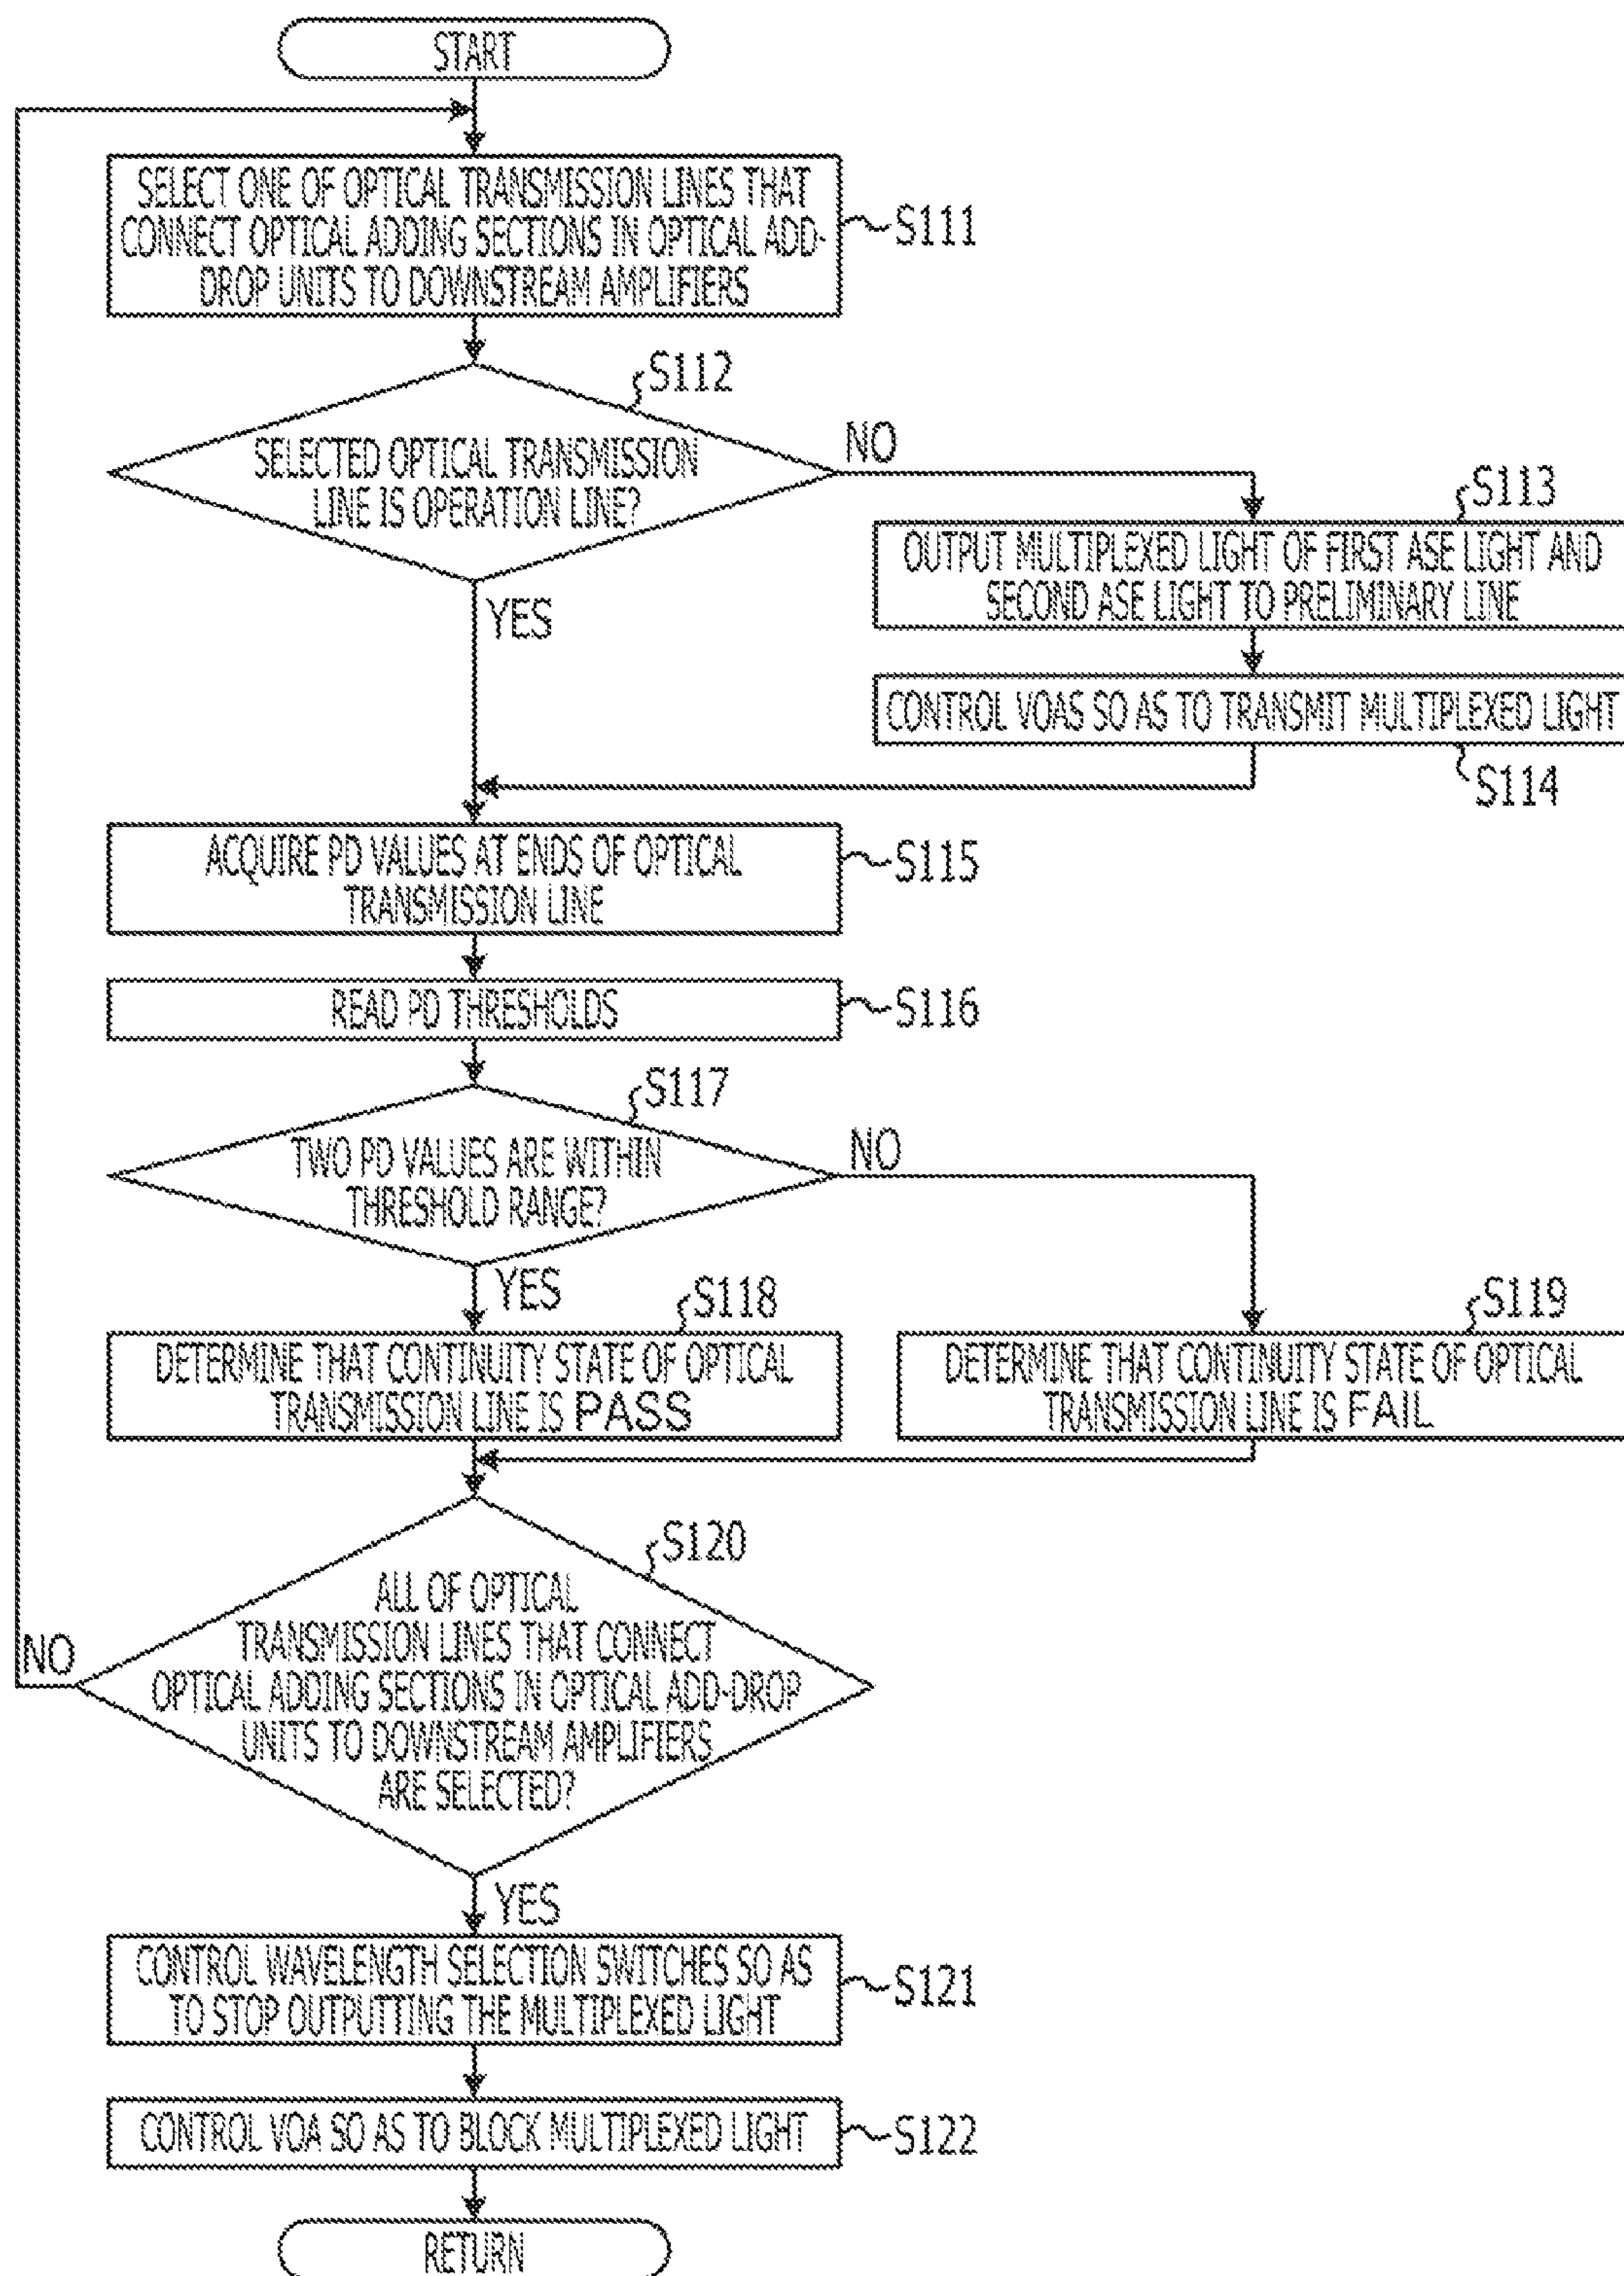 START
SELECT ONE OF OPTICAL TRANSMISSION LINES THAT
CONNECT OPTICAL ADDING SECTIONS IN OPTICAL ADD-
DROP UNITS TO DOWNSTREAM AMPLIFIERS
S111
S112
SELECTED OPTICAL TRANSMISSION
LINE IS OPERATION LINE?
NO
YES
S113
OUTPUT MULTIPLEXED LIGHT OF FIRST ASE LIGHT AND
SECOND ASE LIGHT TO PRELIMINARY LINE
CONTROL VOAS SO AS TO TRANSMIT MULTIPLEXED LIGHT
S114
ACQUIRE PD VALUES AT ENDS OF OPTICAL
TRANSMISSION LINE
S115
READ PD THRESHOLDS
S116
S117
TWO PD VALUES ARE WITHIN
THRESHOLD RANGE?
NO
YES
S118
DETERMINE THAT CONTINUITY STATE OF OPTICAL
TRANSMISSION LINE IS PASS
S119
DETERMINE THAT CONTINUITY STATE OF OPTICAL
TRANSMISSION LINE IS FAIL
S120
ALL OF OPTICAL
TRANSMISSION LINES THAT CONNECT
OPTICAL ADDING SECTIONS IN OPTICAL ADD-DROP
UNITS TO DOWNSTREAM AMPLIFIERS
ARE SELECTED?
NO
YES
CONTROL WAVELENGTH SELECTION SWITCHES SO AS
TO STOP OUTPUTTING THE MULTIPLEXED LIGHT
S121
CONTROL VOA SO AS TO BLOCK MULTIPLEXED LIGHT
S122
RETURN